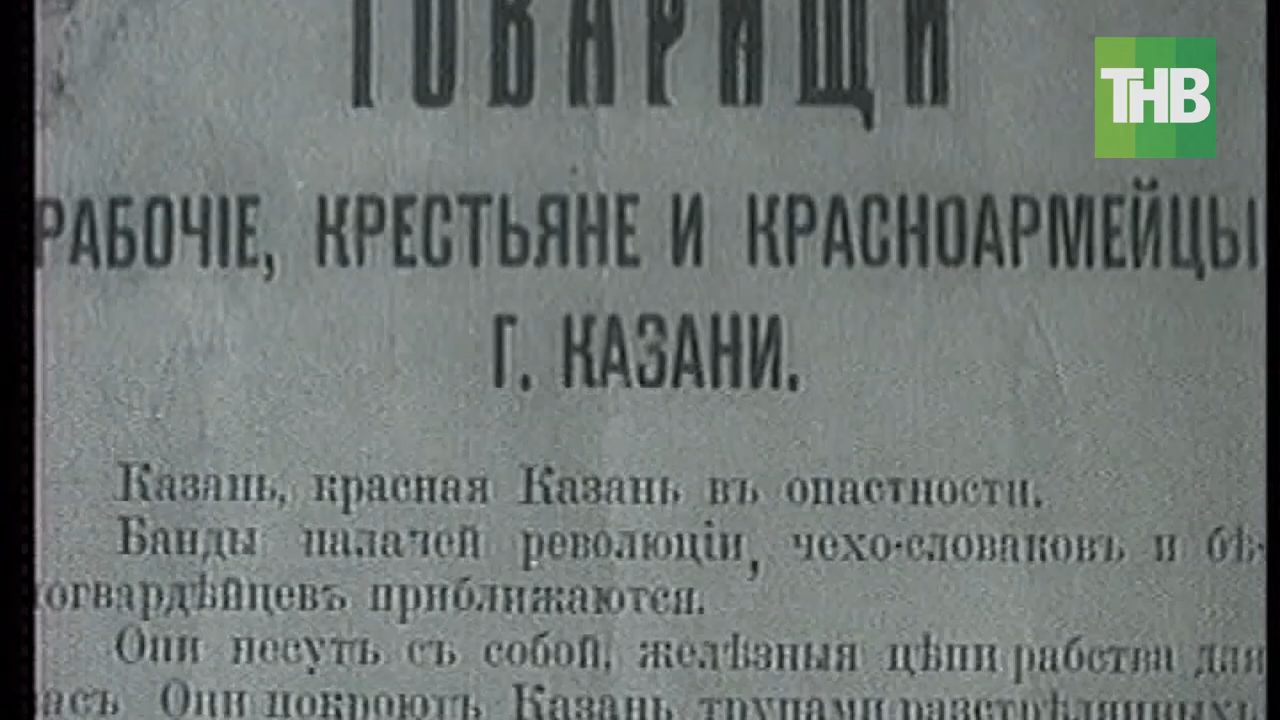 ТОВАРИЩИ
ТНВ
РАБОЧІЕ, КРЕСТЬЯНЕ И КРАСНОАРМЕЙЦЫ
Г. КАЗАНИ.
Казань, красная Казань въ опастности.
Банды палачей революціи, чехо-словаковъ и бѣ-
логвардѣйцевъ приближаются.
Они несутъ съ собой, желѣзныя цѣпи рабства для
васъ Они покроютъ Казань трупами разстрѣлянныхъ